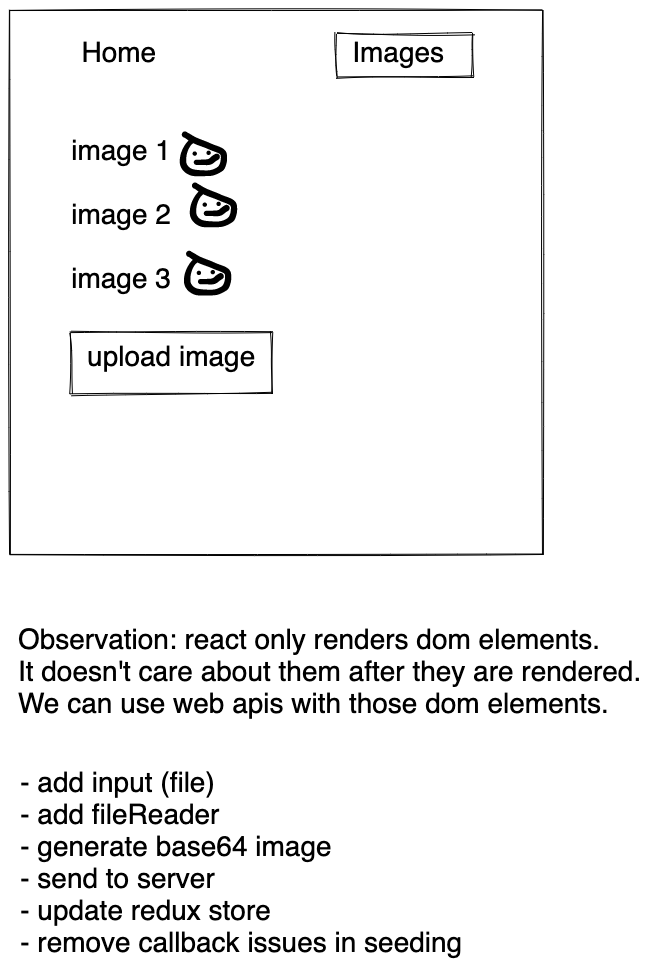 Home
Images
image 1
image 2
image 3
upload image
Observation: react only renders dom elements.
It doesn't care about them after they are rendered.
We can use web apis with those dom elements.
- add input (file)
- add fileReader
- generate base64 image
- send to server
- update redux store
- remove callback issues in seeding